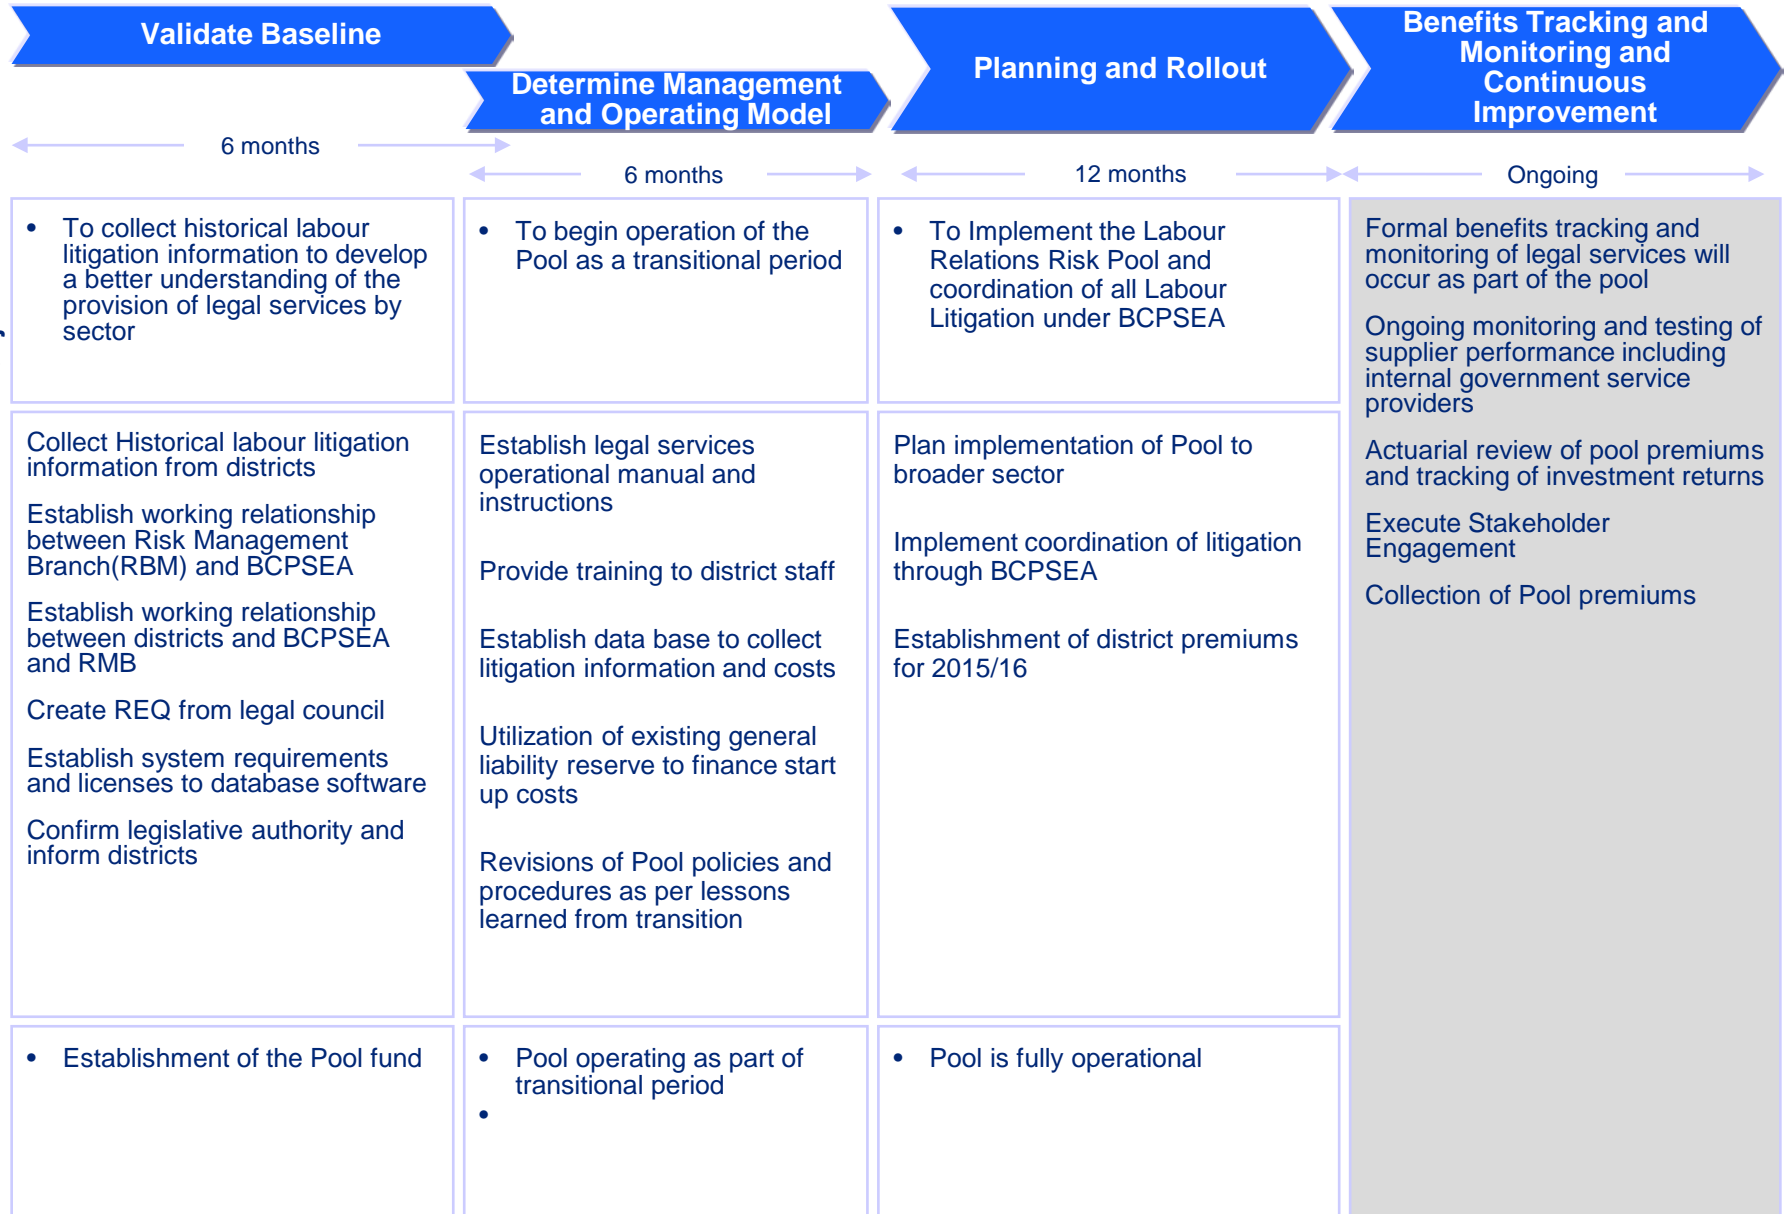 Validate Baseline
Determine Management
and Operating Model
Planning and Rollout
Benefits Tracking and
Monitoring and
Continuous
Improvement
6 months
6 months
12 months
Ongoing
• To collect historical labour
litigation information to develop
a better understanding of the
provision of legal services by
sector
• To begin operation of the
Pool as a transitional period
• To Implement the Labour
Relations Risk Pool and
coordination of all Labour
Litigation under BCPSEA
Formal benefits tracking and
monitoring of legal services will
occur as part of the pool
Ongoing monitoring and testing of
supplier performance including
internal government service
providers
Actuarial review of pool premiums
and tracking of investment returns
Execute Stakeholder
Engagement
Collection of Pool premiums
Collect Historical labour litigation
information from districts
Establish working relationship
between Risk Management
Branch(RBM) and BCPSEA
Establish working relationship
between districts and BCPSEA
and RMB
Create REQ from legal council
Establish system requirements
and licenses to database software
Confirm legislative authority and
inform districts
Establish legal services
operational manual and
instructions
Provide training to district staff
Establish data base to collect
litigation information and costs
Utilization of existing general
liability reserve to finance start
up costs
Revisions of Pool policies and
procedures as per lessons
learned from transition
Plan implementation of Pool to
broader sector
Implement coordination of litigation
through BCPSEA
Establishment of district premiums
for 2015/16
• Establishment of the Pool fund
• Pool operating as part of
transitional period
•
• Pool is fully operational